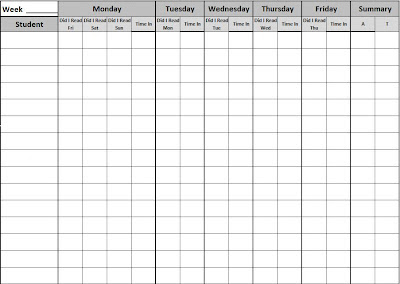 Week ______ Monday Tuesday Wednesday Thursday Friday Summary
Student Did I Read Fri Did I Read Sat Did I Read Sun Time In Did I Read Mon Time In Did I Read Tue Time In Did I Read Wed Time In Did I Read Thu Time In A T